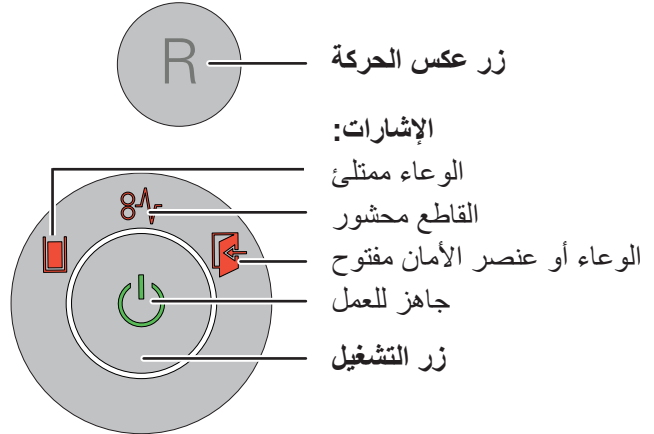 R
زر عكس الحركة
الإشارات:
الوعاء ممتلئ
القاطع محشور
الوعاء أو عنصر الأمان مفتوح
جاهز للعمل
زر التشغيل